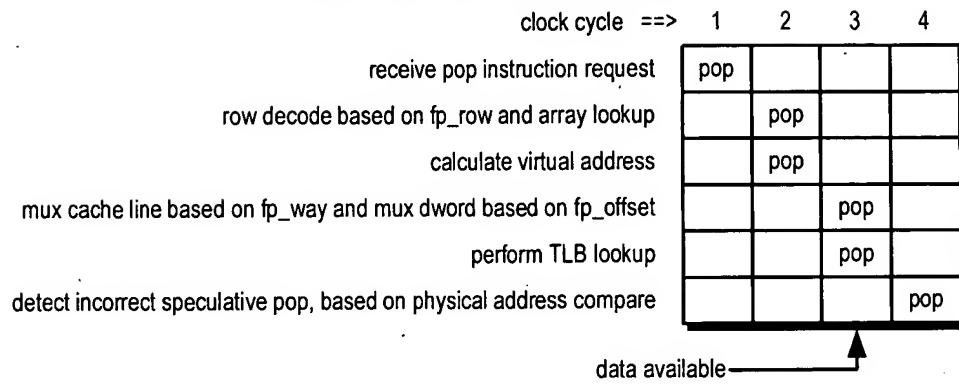 clock cycle ==> 1 2 3 4
receive pop instruction request pop
row decode based on fp_row and array lookup pop
calculate virtual address pop
mux cache line based on fp_way and mux dword based on fp_offset pop
perform TLB lookup pop
detect incorrect speculative pop, based on physical address compare pop
data available